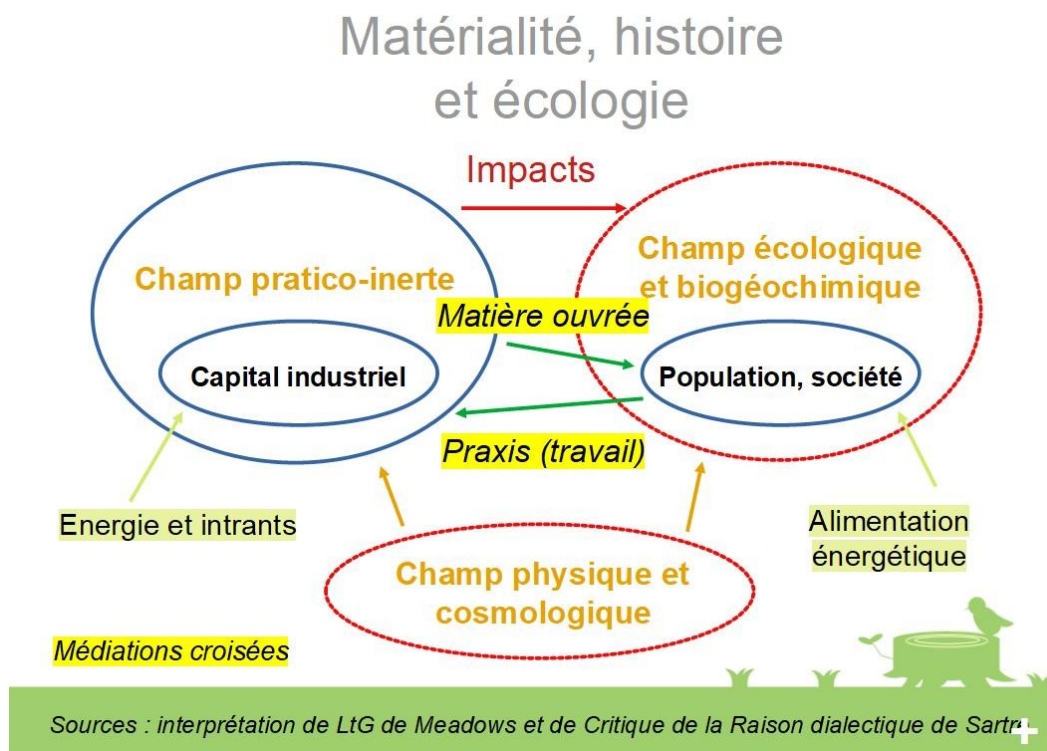 Matérialité, histoire
et écologie
Impacts
Champ pratico-inerte
Champ écologique
et biogéochimique
Matière ouvrée
Capital industriel
Population, société
Praxis (travail)
Energie et intrants
Alimentation
énergétique
Champ physique et
cosmologique
Médiations croisées
Sources : interprétation de LtG de Meadows et de Critique de la Raison dialectique de Sartre